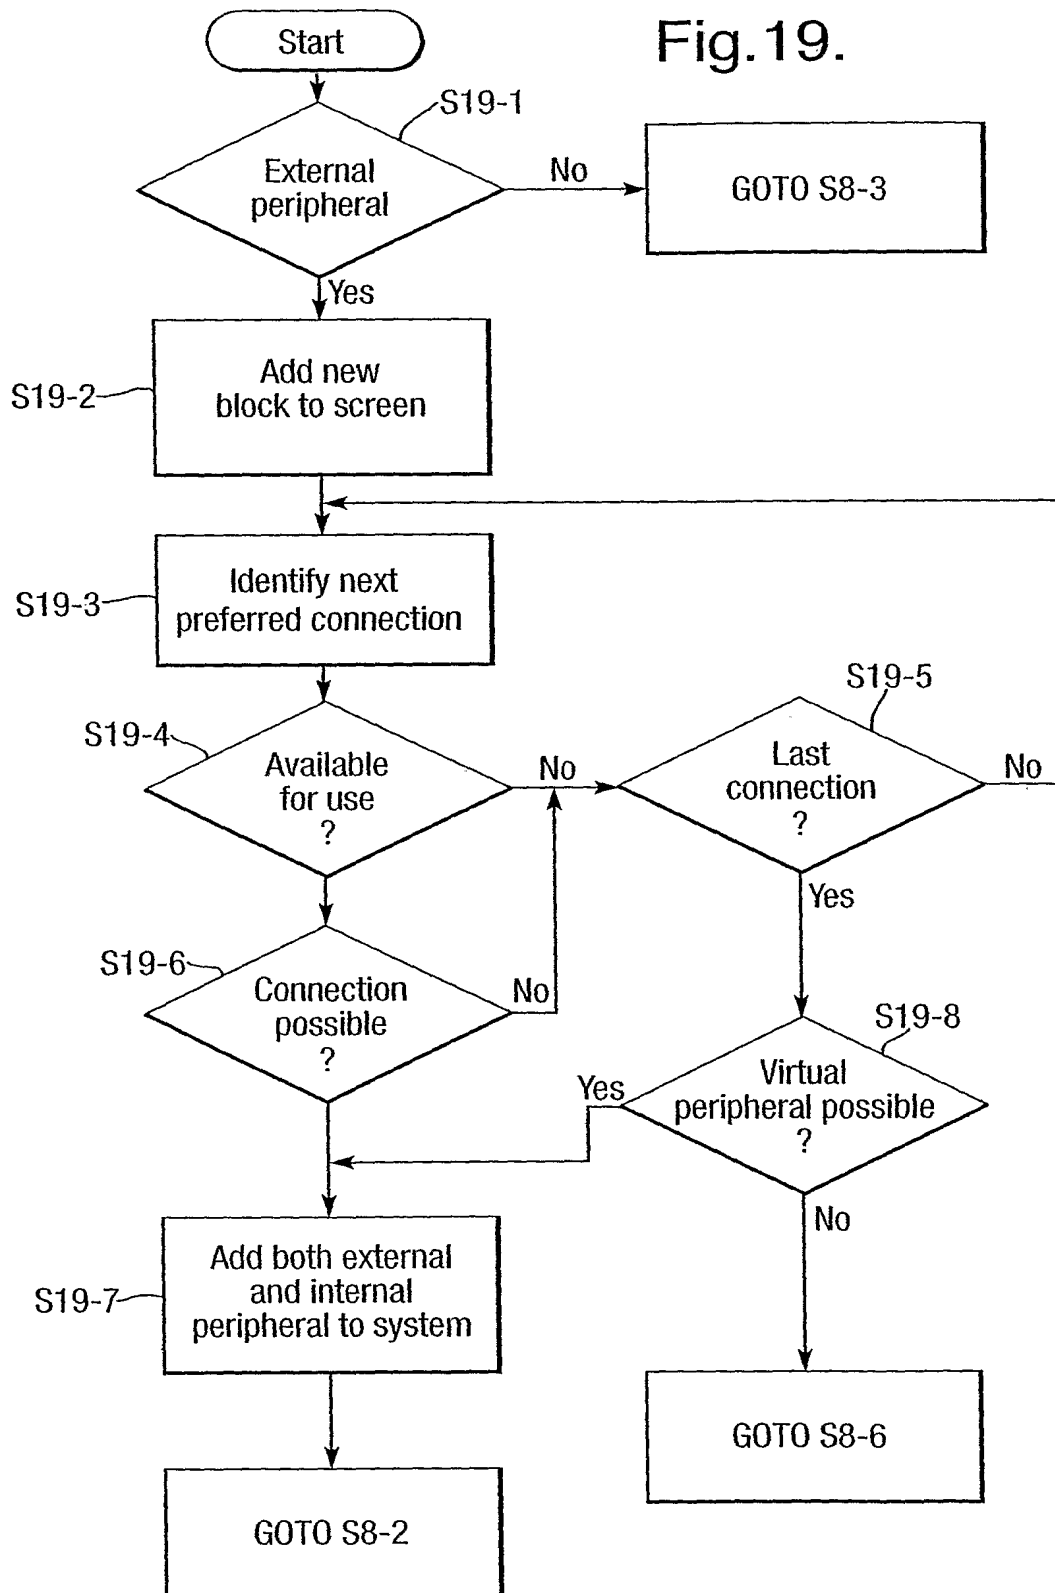 Fig.19.
Start
S19-1
External
peripheral
No
GOTO S8-3
Yes
S19-2
Add new
block to screen
S19-3
Identify next
preferred connection
S19-4
Available
for use
?
No
S19-5
Last
connection
?
No
Yes
S19-6
Connection
possible
?
No
S19-8
Virtual
peripheral possible
?
Yes
No
S19-7
Add both external
and internal
peripheral to system
GOTO S8-6
GOTO S8-2